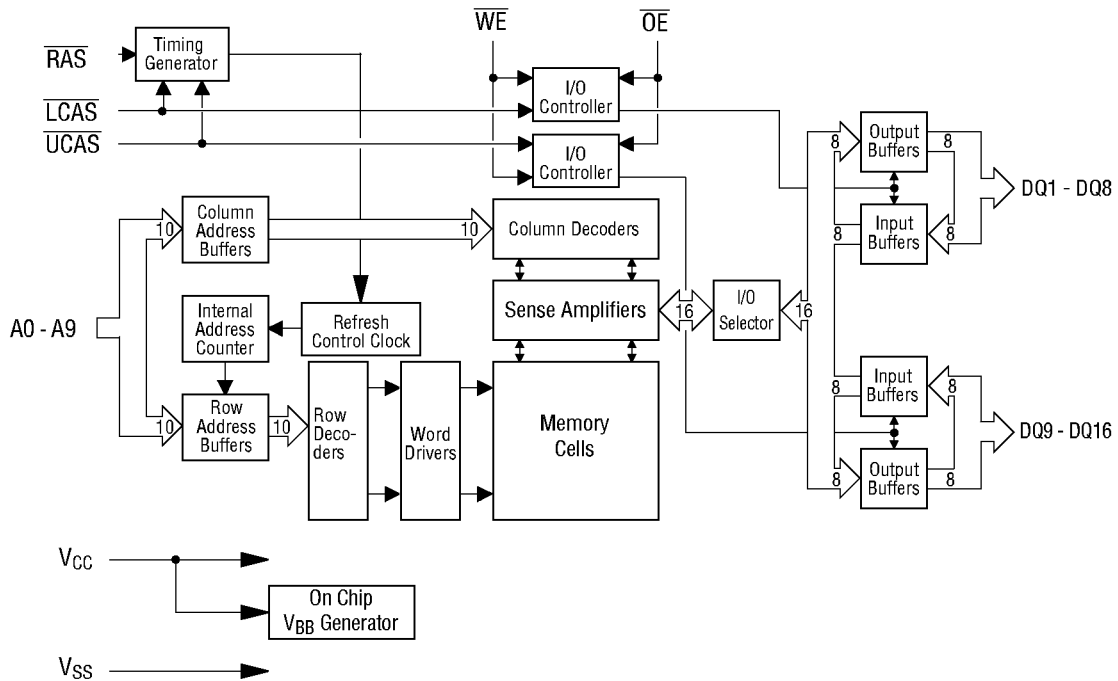 WE
OE
RAS
Timing
Generator
I/O
Controller
LCAS
UCAS
I/O
Controller
8
Output
Buffers
8
DQ1 - DQ8
10
Column
Address
Buffers
10
Column Decoders
8
Input
Buffers
8
A0 - A9
Internal
Address
Counter
Refresh
Control Clock
Sense Amplifiers
16
I/O
Selector
16
10
Row
Address
Buffers
10
Row
Deco-
ders
Word
Drivers
Memory
Cells
8
Input
Buffers
8
DQ9 - DQ16
8
Output
Buffers
8
VCC
On Chip
VBB Generator
VSS